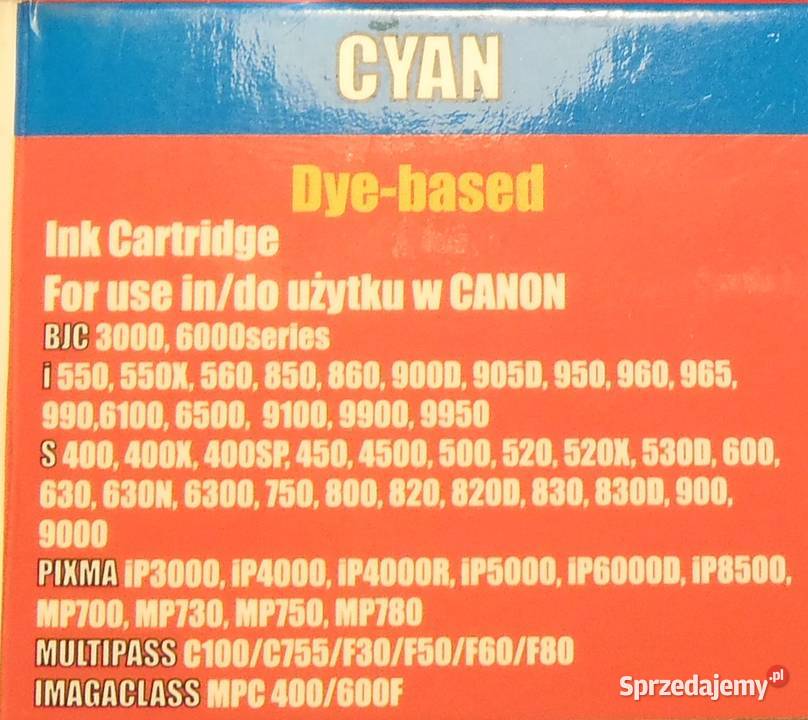 CYAN
Dye-based
Ink Cartridge
For use in/do użytku w CANON
BJC 3000, 6000series
i 550, 550X, 560, 850, 860, 900D, 905D, 950, 960, 965,
990,6100, 6500, 9100, 9900, 9950
S 400, 400X, 400SP, 450, 4500, 500, 520, 520X, 530D, 600,
630, 630N, 6300, 750, 800, 820, 820D, 830, 830D, 900,
9000
PIXMA iP3000, iP4000, iP4000R, iP5000, iP6000D, iP8500,
MP700, MP730, MP750, MP780
MULTIPASS C100/C755/F30/F50/F60/F80
IMAGACLASS MPC 400/600F
Sprzedajemy.pl